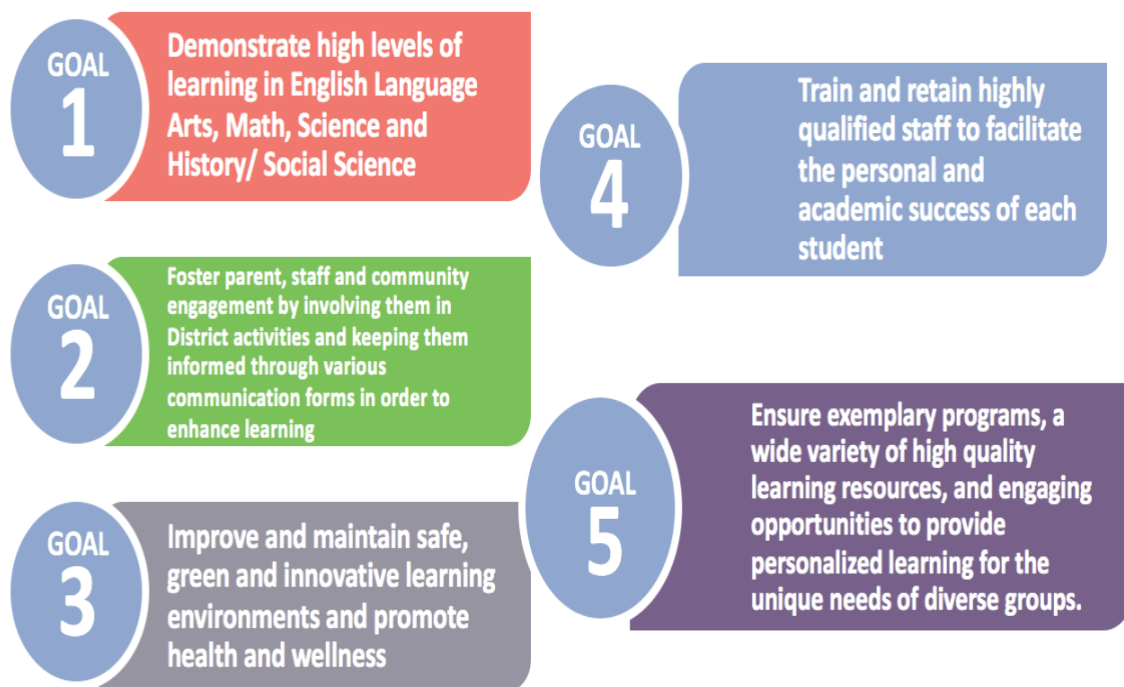 GOAL
1
Demonstrate high levels of
learning in English Language
Arts, Math, Science and
History/ Social Science
GOAL
2
Foster parent, staff and community
engagement by involving them in
District activities and keeping them
informed through various
communication forms in order to
enhance learning
GOAL
3
Improve and maintain safe,
green and innovative learning
environments and promote
health and wellness
GOAL
4
Train and retain highly
qualified staff to facilitate
the personal and
academic success of each
student
GOAL
5
Ensure exemplary programs, a
wide variety of high quality
learning resources, and engaging
opportunities to provide
personalized learning for the
unique needs of diverse groups.